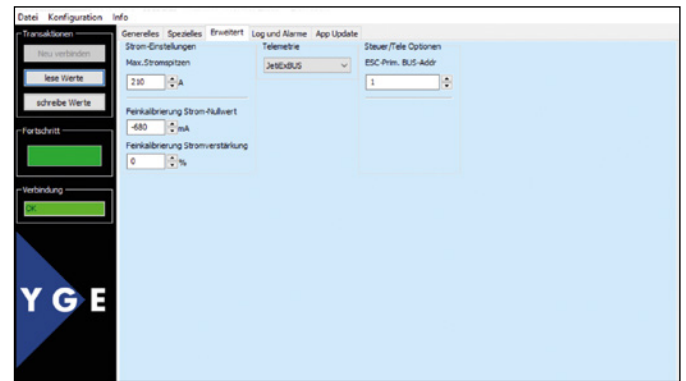 Datei Konfiguration Info
Transaktionen
Neu verbinden
lese Werte
schreibe Werte
Fortschritt
Verbindung
OK
YGE
Generelles Spezielles Erweitert Log und Alarme App Update
Strom-Einstellungen
Max.Stromspitzen
210 A
Feinkalibrierung Strom-Nullwert
-680 mA
Feinkalibrierung Stromverstärkung
0 %
Telemetrie
JetiExBUS
Steuer/Tele Optionen
ESC-Prim. BUS-Addr
1